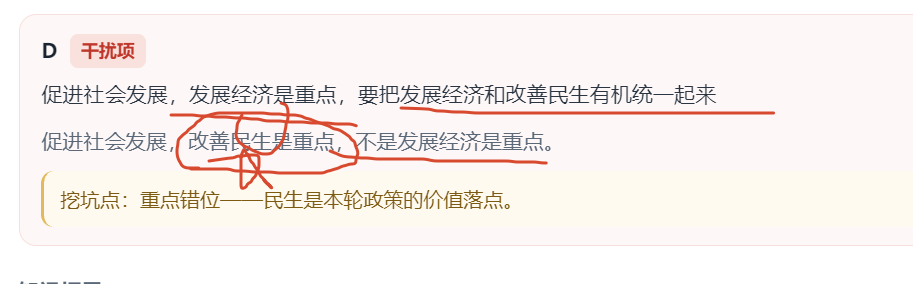 D 干扰项
促进社会发展，发展经济是重点，要把发展经济和改善民生有机统一起来
促进社会发展，改善民生是重点，不是发展经济是重点。
挖坑点：重点错位——民生是本轮政策的价值落点。